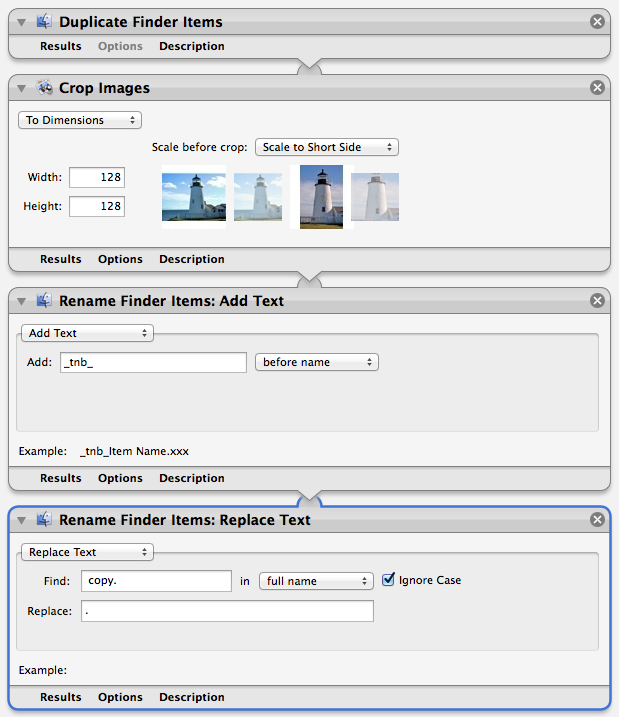 Duplicate Finder Items
Results Options Description
Crop Images
To Dimensions
Scale before crop: Scale to Short Side
Width: 128
Height: 128
Results Options Description
Rename Finder Items: Add Text
Add Text
Add: _tnb_ before name
Example: _tnb_Item Name.xxx
Results Options Description
Rename Finder Items: Replace Text
Replace Text
Find: copy. in full name Ignore Case
Replace: .
Example:
Results Options Description